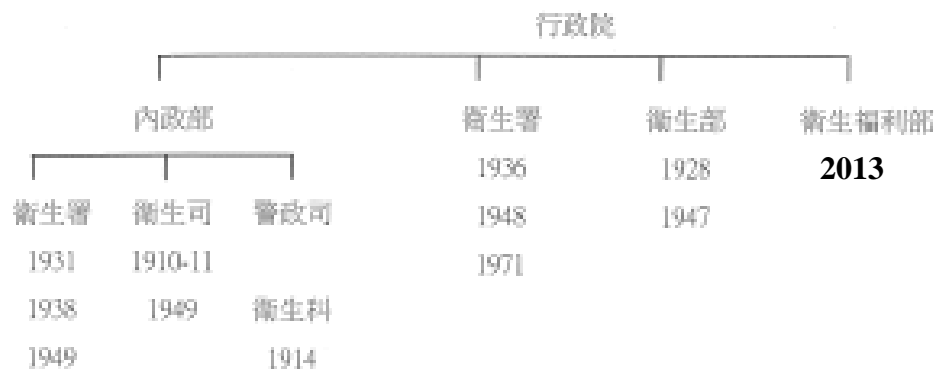 行政院
內政部 衛生署 衛生部 衛生福利部
1936 1928 2013
衛生署 衛生司 警政司 1948 1947
1931 1910-11 1971
1938 1949 衛生科
1949 1914